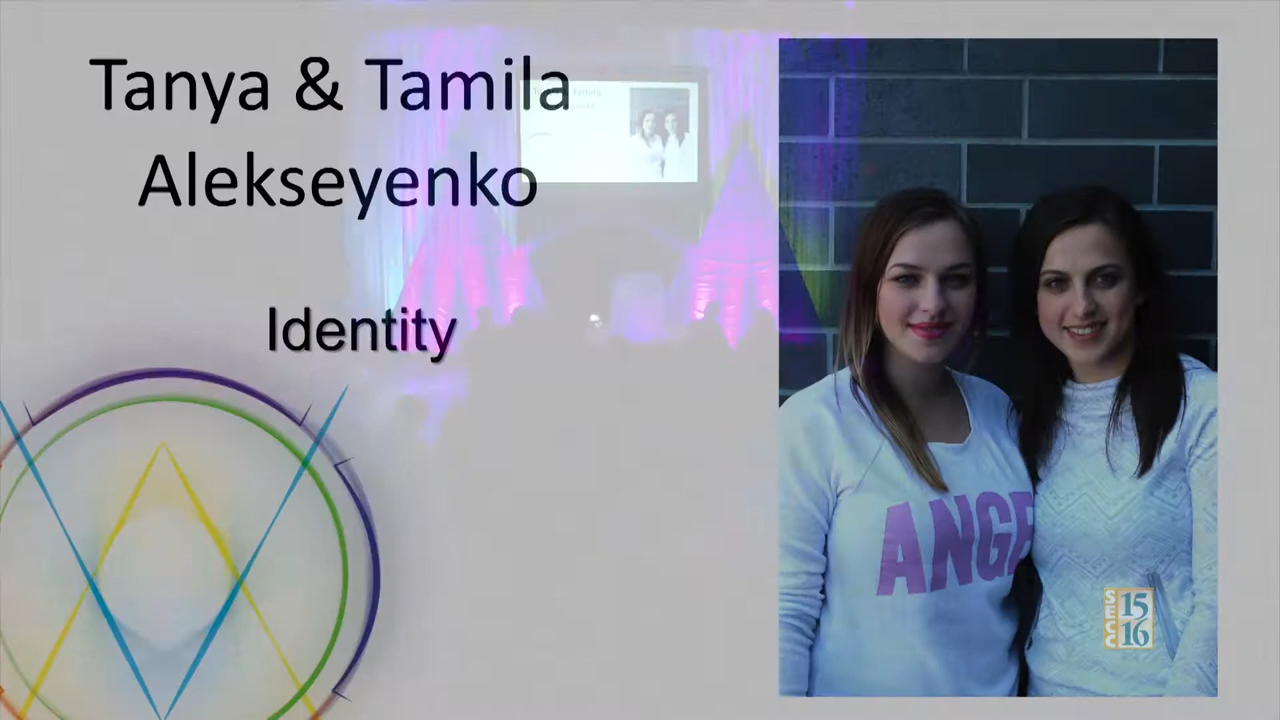 Tanya & Tamila
Alekseyenko
Identity
ANGE
SECC
15
16